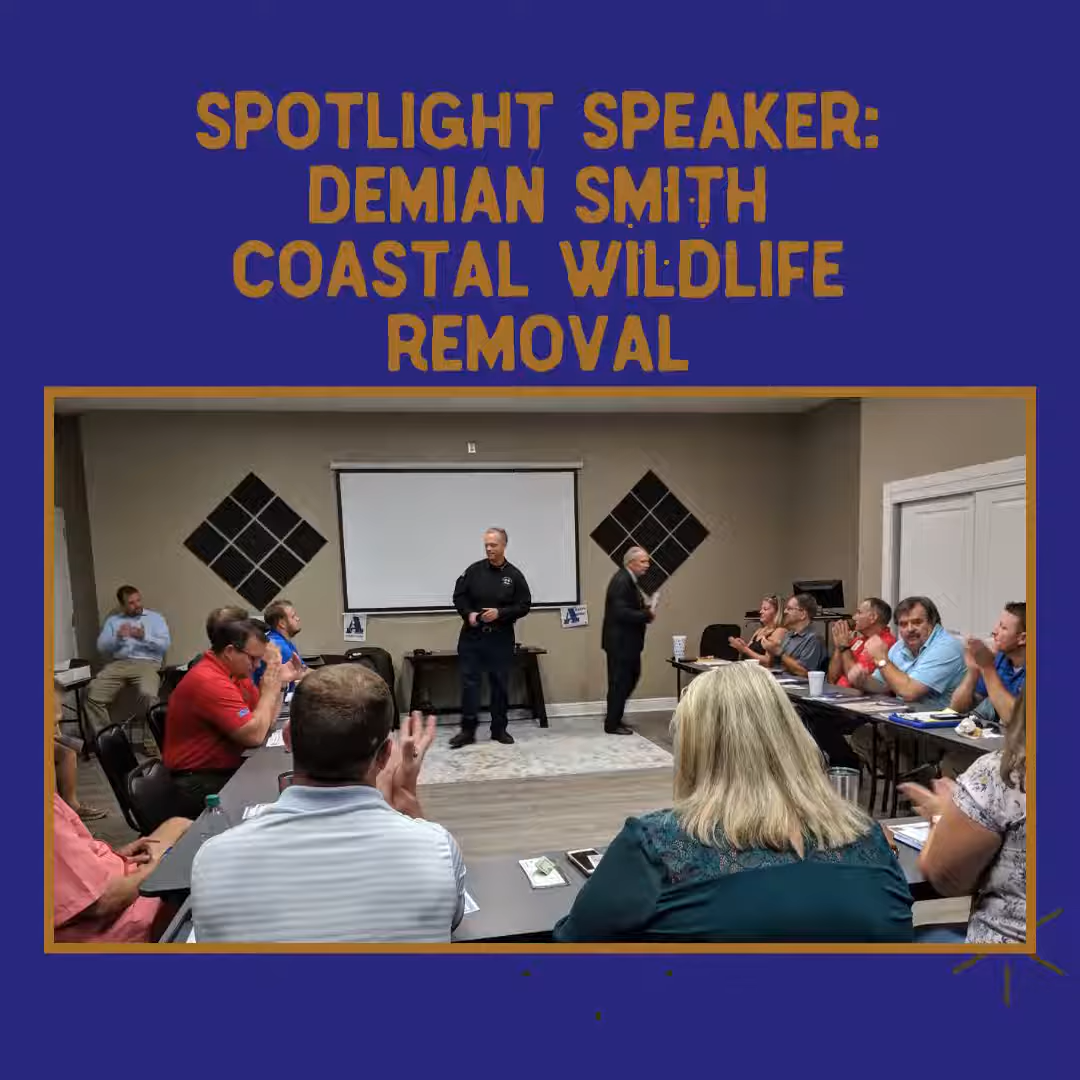 SPOTLIGHT SPEAKER:
DEMIAN SMITH
COASTAL WILDLIFE
REMOVAL
A
A